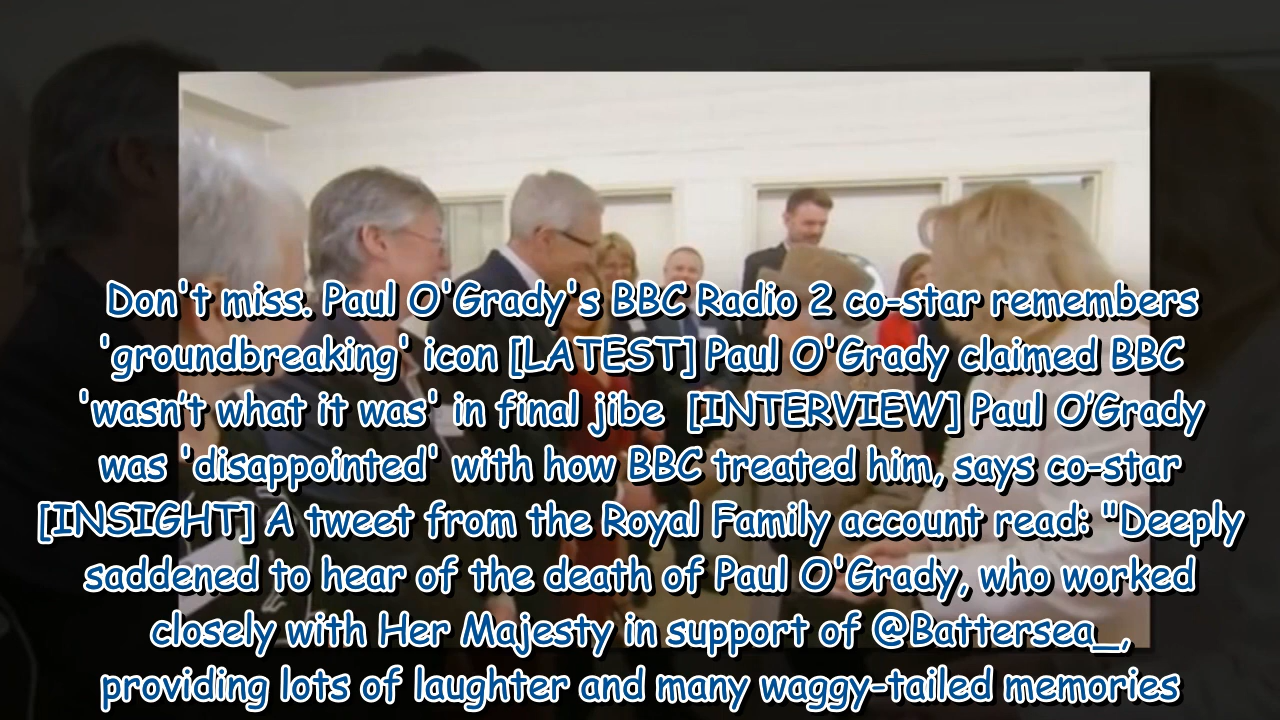 Don't miss. Paul O'Grady's BBC Radio 2 co-star remembers
'groundbreaking' icon [LATEST] Paul O'Grady claimed BBC
'wasn’t what it was' in final jibe  [INTERVIEW] Paul O’Grady
was 'disappointed' with how BBC treated him, says co-star
[INSIGHT] A tweet from the Royal Family account read: "Deeply
saddened to hear of the death of Paul O'Grady, who worked
closely with Her Majesty in support of @Battersea_,
providing lots of laughter and many waggy-tailed memories